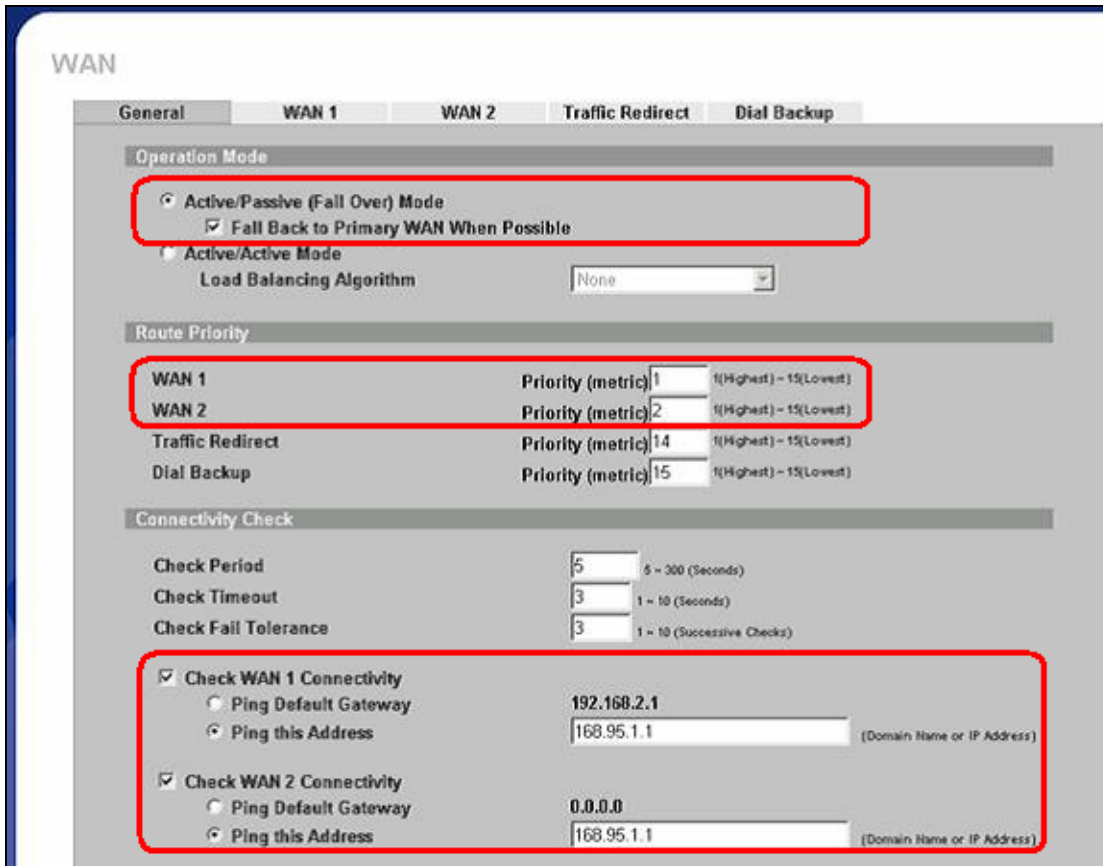 WAN
General WAN 1 WAN 2 Traffic Redirect Dial Backup
Operation Mode
Active/Passive (Fall Over) Mode
Fall Back to Primary WAN When Possible
Active/Active Mode
Load Balancing Algorithm None
Route Priority
WAN 1 Priority (metric) 1 1(Highest) ~ 15(Lowest)
WAN 2 Priority (metric) 2 1(Highest) ~ 15(Lowest)
Traffic Redirect Priority (metric) 14 1(Highest) ~ 15(Lowest)
Dial Backup Priority (metric) 15 1(Highest) ~ 15(Lowest)
Connectivity Check
Check Period 5 5 ~ 300 (Seconds)
Check Timeout 3 1 ~ 10 (Seconds)
Check Fail Tolerance 3 1 ~ 10 (Successive Checks)
Check WAN 1 Connectivity
Ping Default Gateway 192.168.2.1
Ping this Address 168.95.1.1 (Domain Name or IP Address)
Check WAN 2 Connectivity
Ping Default Gateway 0.0.0.0
Ping this Address 168.95.1.1 (Domain Name or IP Address)